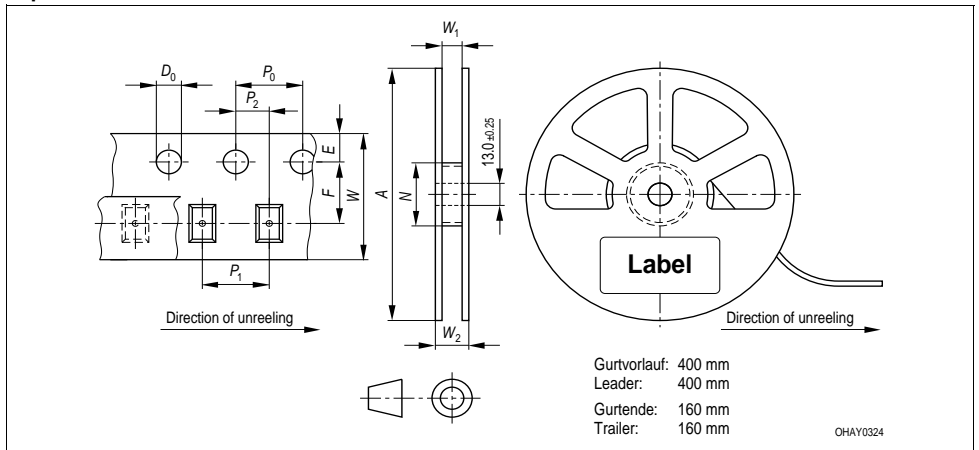 W1
D0
P0
P2
13.0 ±0.25
E
F
W
A
N
P1
Label
Direction of unreeling
W2
Direction of unreeling
Gurtvorlauf: 400 mm
Leader: 400 mm
Gurtende: 160 mm
Trailer: 160 mm
OHAY0324